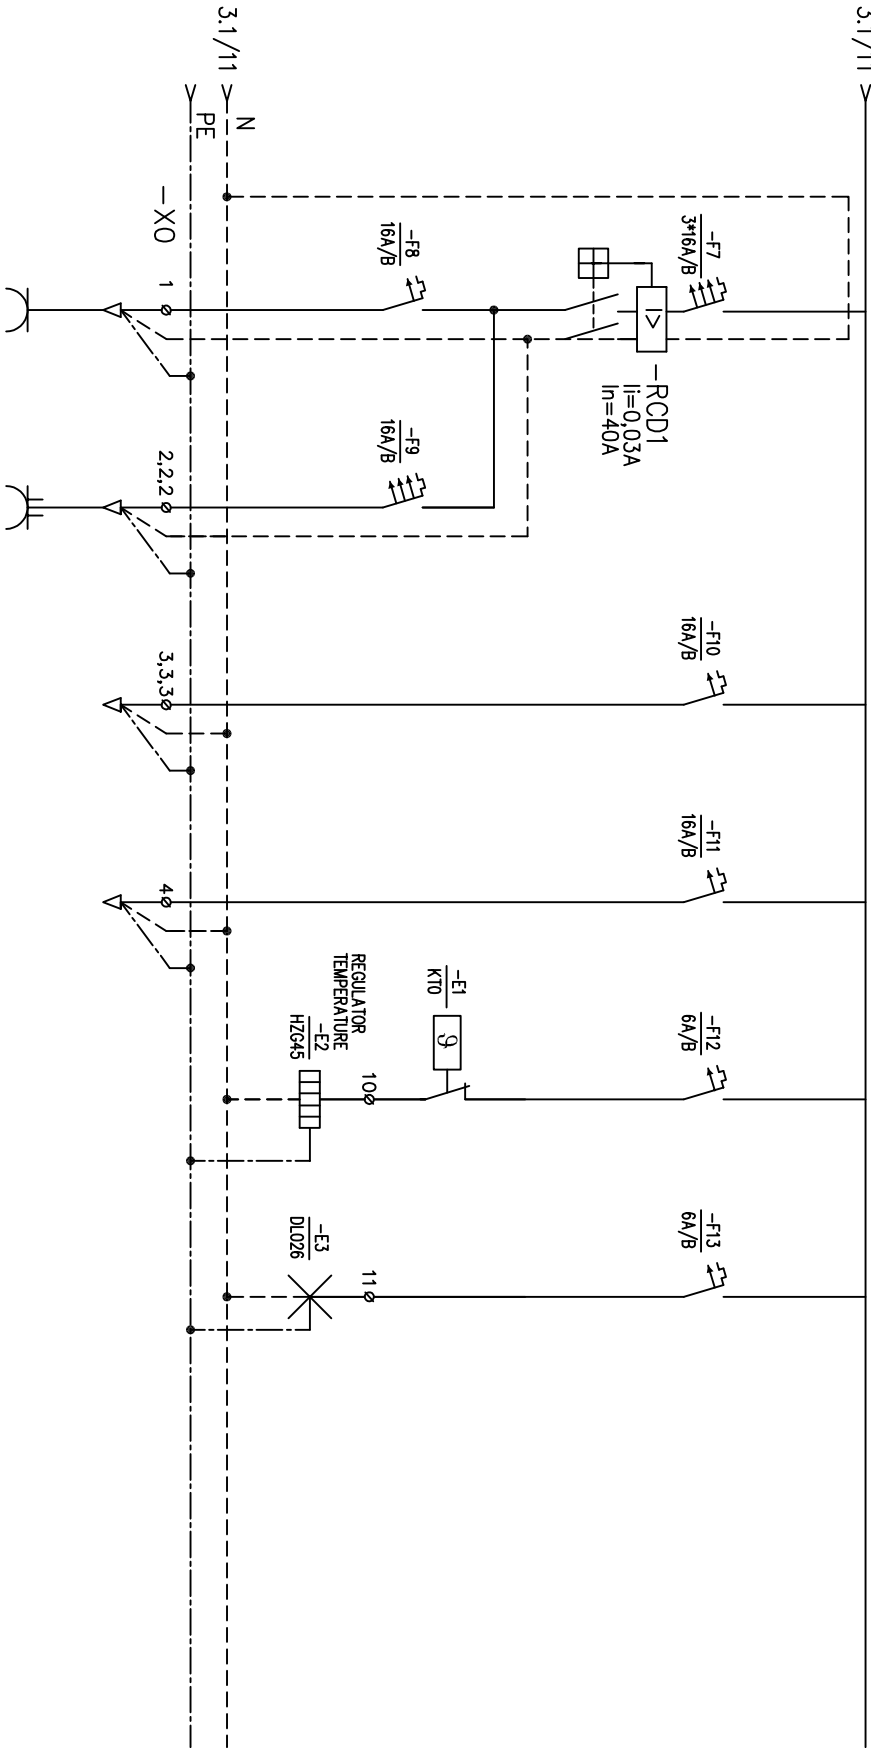 3.1/11
3.1/11
N
PE
-X0
-F7
3*16A/B
-RCD1
Ii=0,03A
In=40A
I>
-F8
16A/B
1
-F9
16A/B
2,2,2
-F10
16A/B
3,3,3
-F11
16A/B
4
-F12
6A/B
-E1
KTO
ϑ
10
REGULATOR
TEMPERATURE
-E2
HZG45
-F13
6A/B
11
-E3
DL026